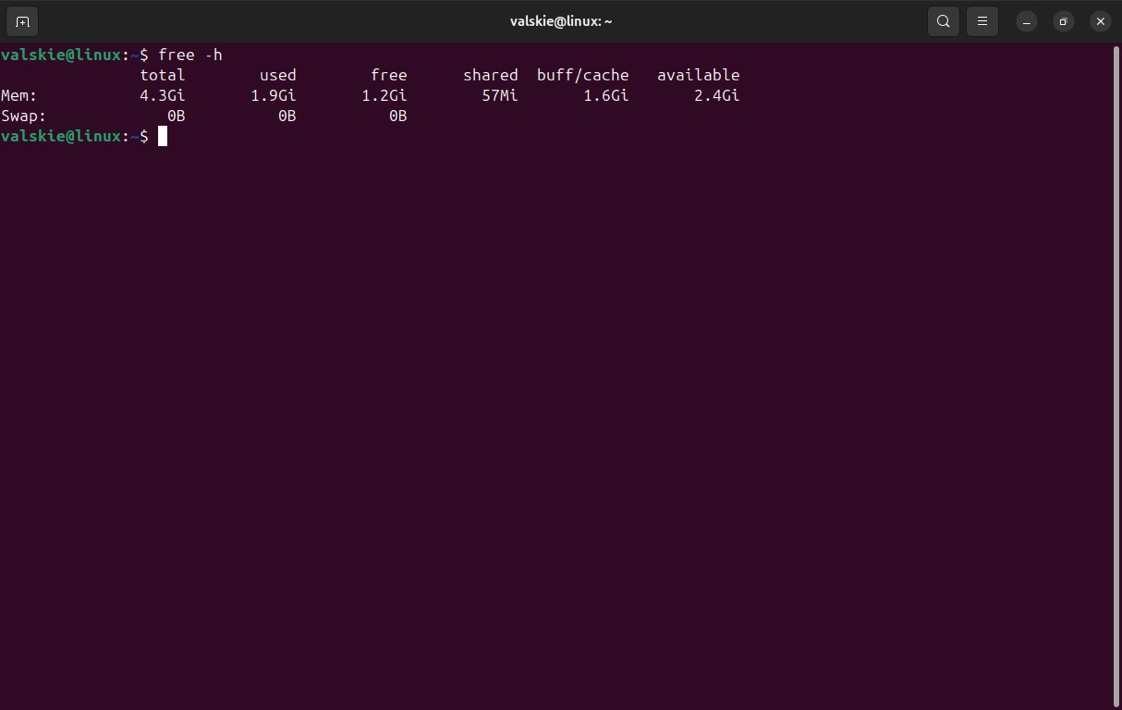 valskie@linux: ~
valskie@linux:~$ free -h
               total        used        free      shared  buff/cache   available
Mem:           4.3Gi       1.9Gi       1.2Gi        57Mi       1.6Gi       2.4Gi
Swap:             0B          0B          0B
valskie@linux:~$